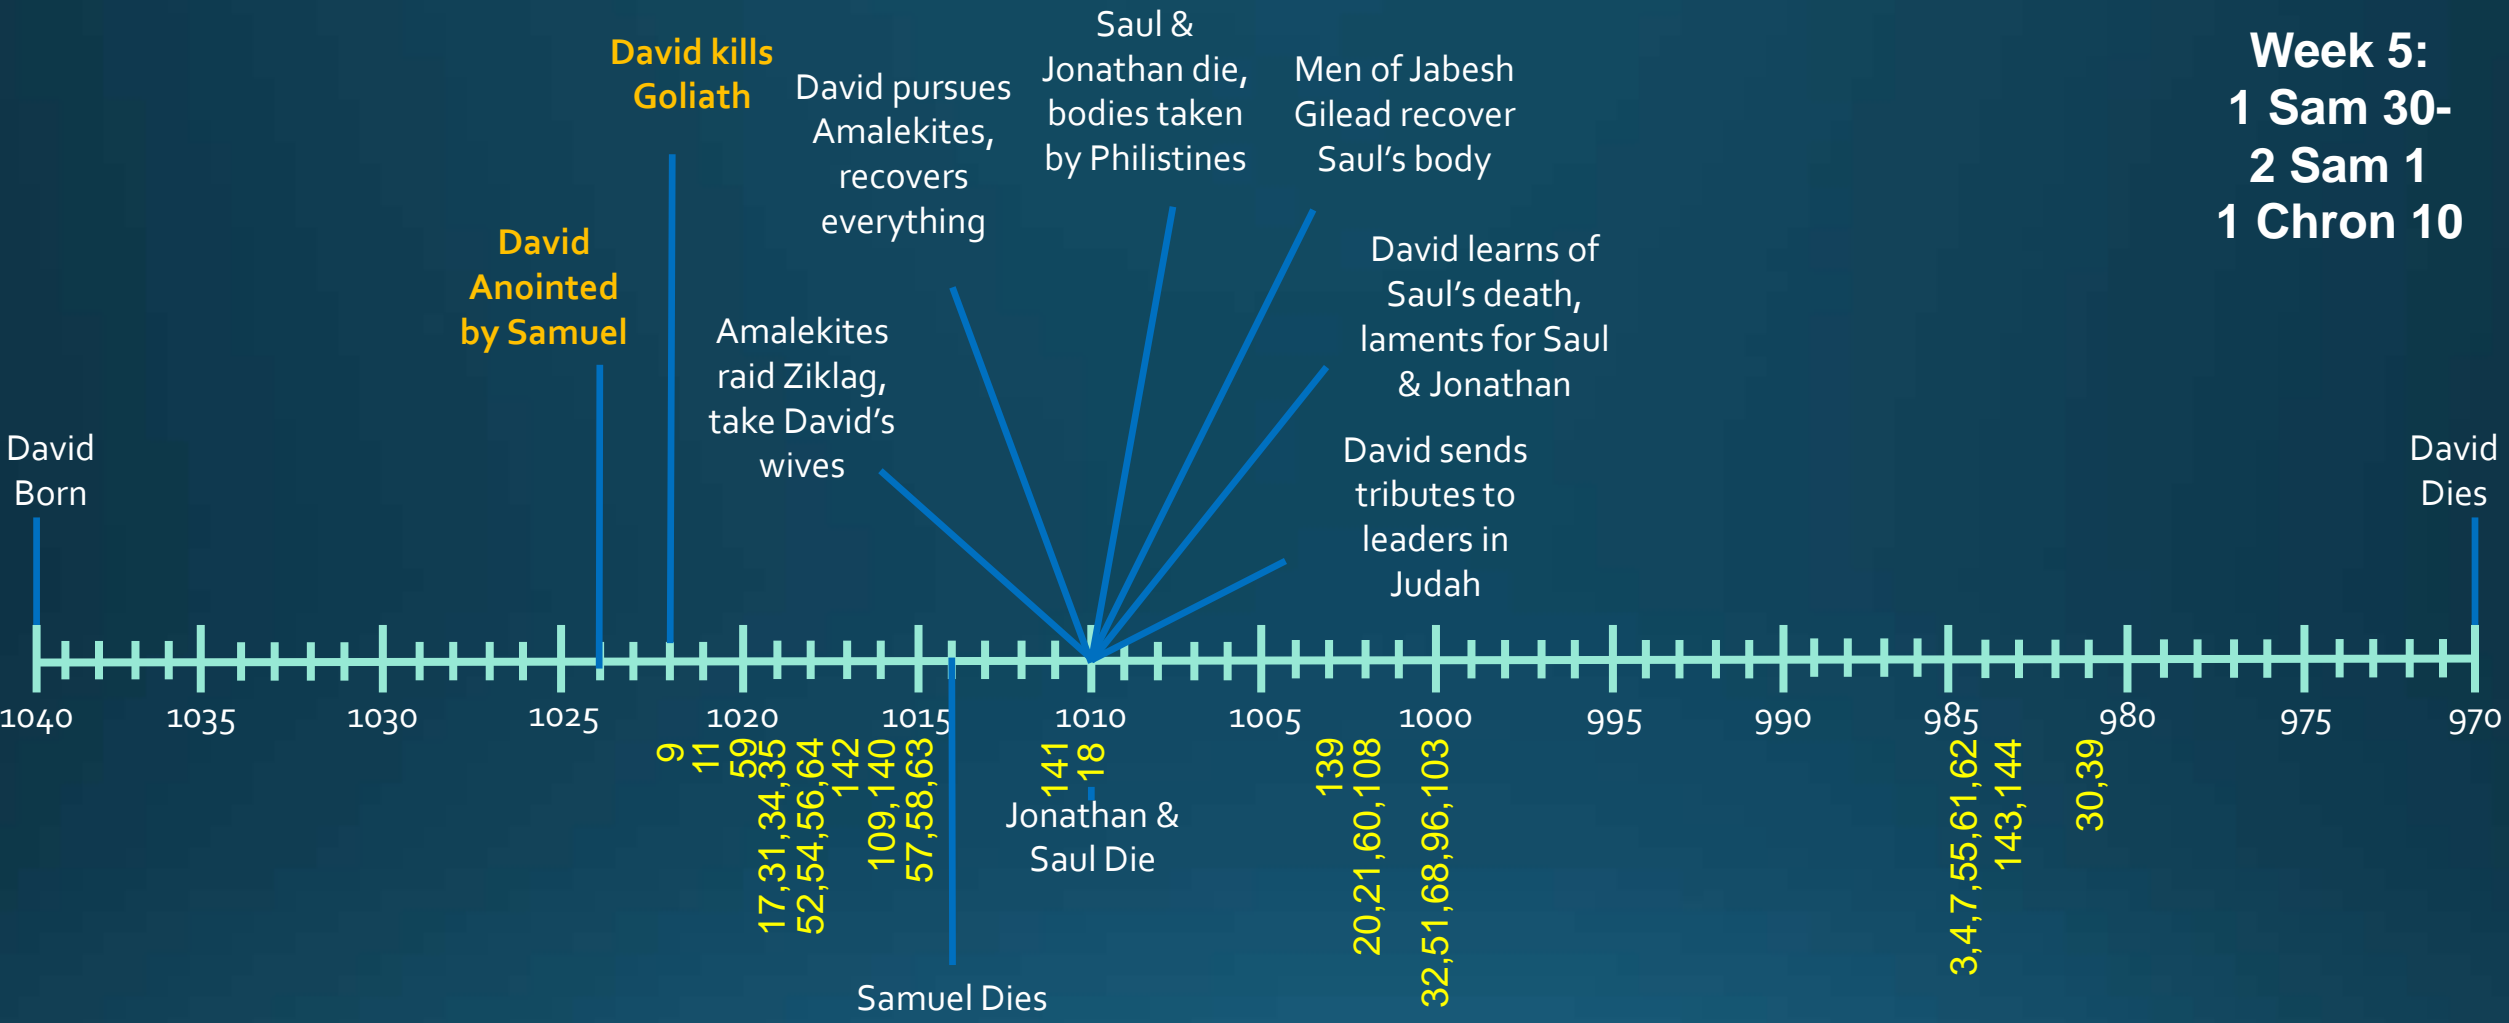 Week 5:
1 Sam 30-
2 Sam 1
1 Chron 10
David
Born
David
Anointed
by Samuel
David kills
Goliath
Amalekites
raid Ziklag,
take David’s
wives
David pursues
Amalekites,
recovers
everything
Saul &
Jonathan die,
bodies taken
by Philistines
Men of Jabesh
Gilead recover
Saul’s body
David learns of
Saul’s death,
laments for Saul
& Jonathan
David sends
tributes to
leaders in
Judah
David
Dies
1040 1035 1030 1025 1020 1015 1010 1005 1000 995 990 985 980 975 970
9
11
59
17,31,34,35
52,54,56,64
142
109,140
57,58,63
141
18
139
20,21,60,108
32,51,68,96,103
3,4,7,55,61,62
143,144
30,39
Jonathan &
Saul Die
Samuel Dies